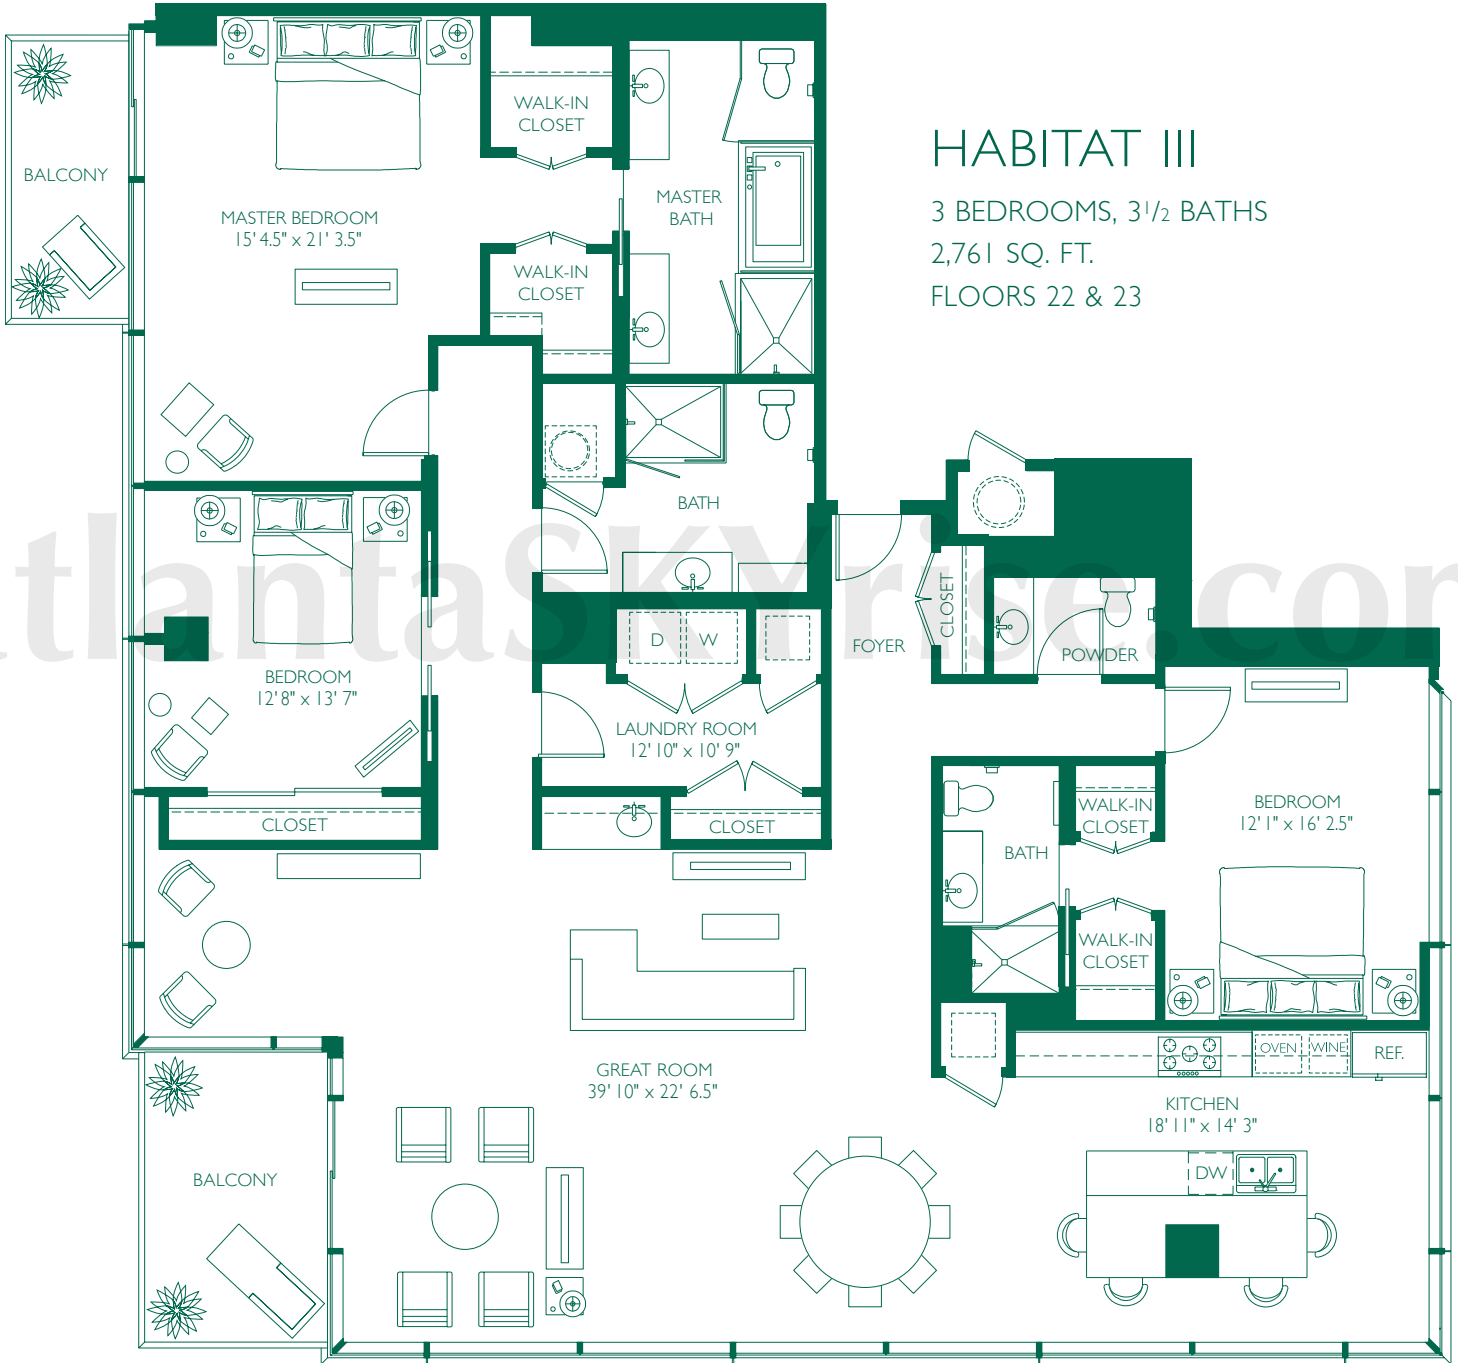 HABITAT III
3 BEDROOMS, 3 1/2 BATHS
2,761 SQ. FT.
FLOORS 22 & 23
BALCONY
MASTER BEDROOM
15' 4.5" x 21' 3.5"
WALK-IN
CLOSET
MASTER
BATH
WALK-IN
CLOSET
BATH
BEDROOM
12' 8" x 13' 7"
CLOSET
D
W
LAUNDRY ROOM
12' 10" x 10' 9"
CLOSET
FOYER
CLOSET
POWDER
BATH
WALK-IN
CLOSET
WALK-IN
CLOSET
BEDROOM
12' 1" x 16' 2.5"
GREAT ROOM
39' 10" x 22' 6.5"
OVEN
WINE
REF.
KITCHEN
18' 11" x 14' 3"
DW
BALCONY
tlantaSKYrise.co